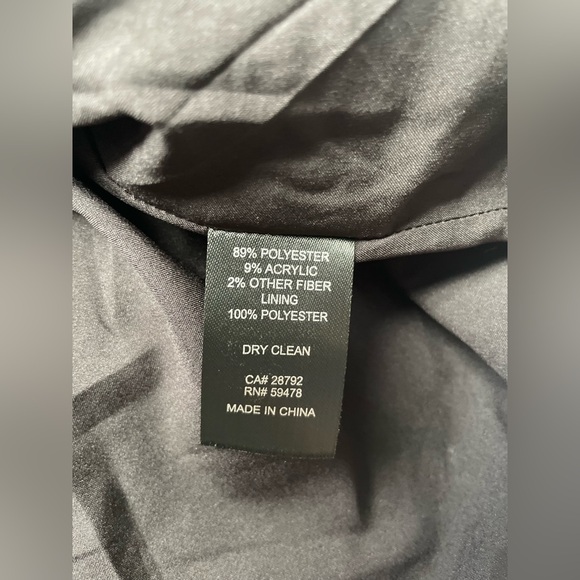 89% POLYESTER
9% ACRYLIC
2% OTHER FIBER
LINING
100% POLYESTER
DRY CLEAN
CA# 28792
RN# 59478
MADE IN CHINA